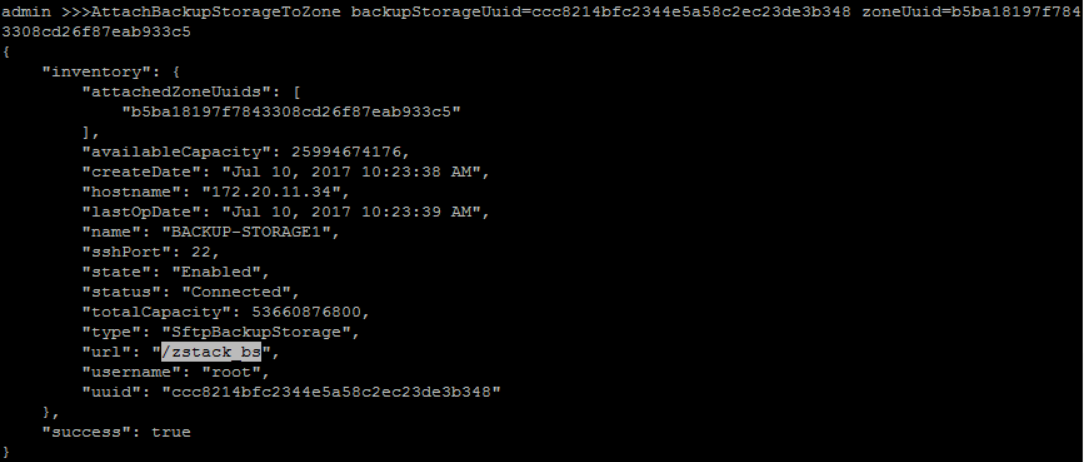 admin >>>AttachBackupStorageToZone backupStorageUuid=ccc8214bfc2344e5a58c2ec23de3b348 zoneUuid=b5ba18197f784
3308cd26f87eab933c5
{
    "inventory": {
        "attachedZoneUuids": [
            "b5ba18197f7843308cd26f87eab933c5"
        ],
        "availableCapacity": 25994674176,
        "createDate": "Jul 10, 2017 10:23:38 AM",
        "hostname": "172.20.11.34",
        "lastOpDate": "Jul 10, 2017 10:23:39 AM",
        "name": "BACKUP-STORAGE1",
        "sshPort": 22,
        "state": "Enabled",
        "status": "Connected",
        "totalCapacity": 53660876800,
        "type": "SftpBackupStorage",
        "url": "/zstack_bs",
        "username": "root",
        "uuid": "ccc8214bfc2344e5a58c2ec23de3b348"
    },
    "success": true
}